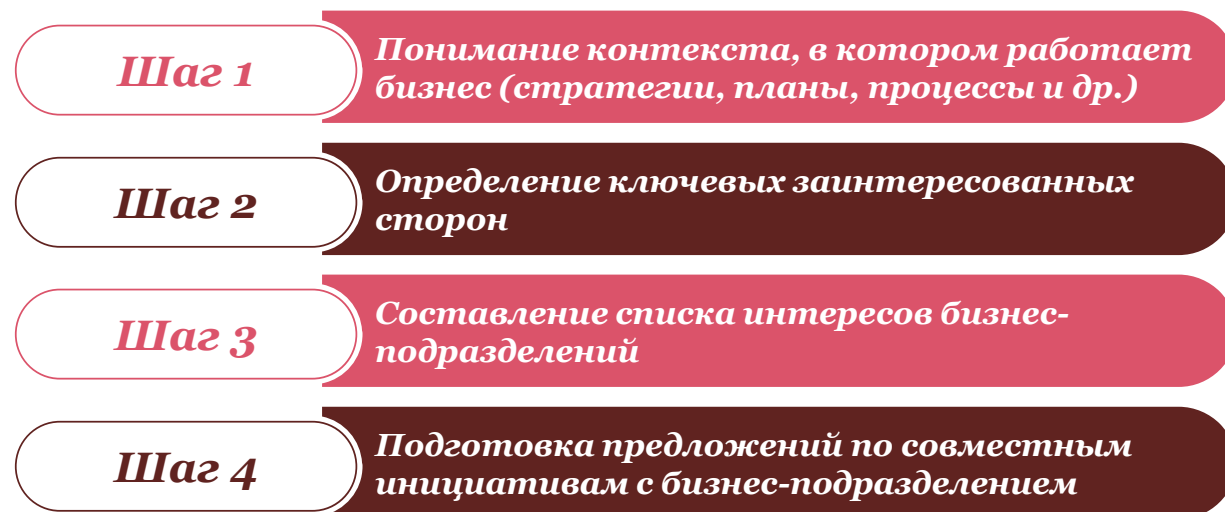 Шаг 1
Понимание контекста, в котором работает
бизнес (стратегии, планы, процессы и др.)
Шаг 2
Определение ключевых заинтересованных
сторон
Шаг 3
Составление списка интересов бизнес-
подразделений
Шаг 4
Подготовка предложений по совместным
инициативам с бизнес-подразделением